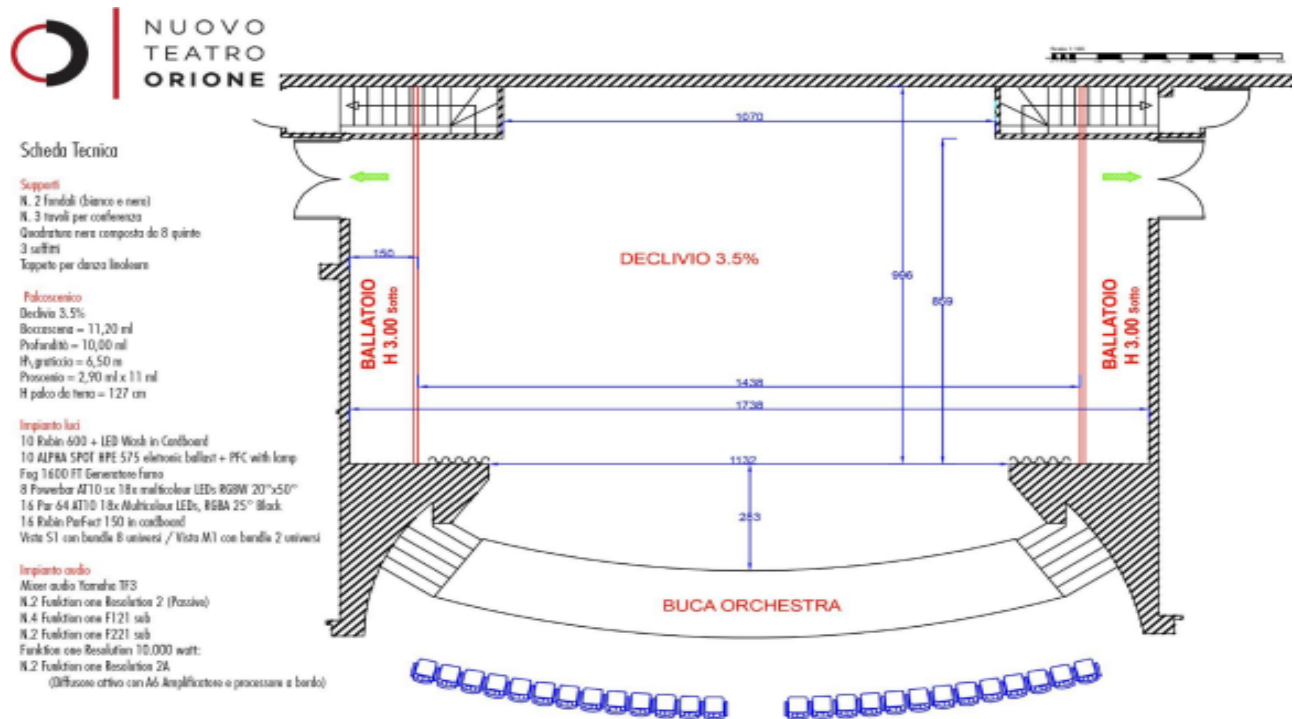 NUOVO
TEATRO
ORIONE
Scheda Tecnica
Supporti
N. 2 fondali (bianco e nero)
N. 3 tavoli per conferenza
Quadratura nera composta da 8 quinte
3 soffitti
Tappeto per danza linoleum
Palcoscenico
Declivio 3.5%
Boccascena = 11,20 ml
Profondità = 10,00 ml
graticcio = 6,50 m
Proscenio = 2,90 ml x 11 ml
H palco da terra = 127 cm
Impianto luci
10 Robin 600 + LED Wash in Cardboard
10 ALPHA SPOT HPE 575 eletronic ballast + PFC with lamp
Fog 1600 FT Generatore fumo
8 Powerbar AT10 sx 18x multicolour LEDs RGBW 20°x50°
16 Par 64 AT10 18x Multicolour LEDs, RGBA 25° Black
16 Robin ParFect 150 in cardboard
Vista S1 con bundle 8 universi / Vista M1 con bundle 2 universi
Impianto audio
Mixer audio Yamaha TF3
N.2 Funktion one Resolution 2 (Passivo)
N.4 Funktion one F121 sub
N.2 Funktion one F221 sub
Funktion one Resolution 10.000 watt:
N.2 Funktion one Resolution 2A
(Diffusore attivo con A6 Amplificatore e processore a bordo)
1070
DECLIVIO 3.5%
150
996
859
BALLATOIO
H 3.00 Sotto
BALLATOIO
H 3.00 Sotto
1438
1738
1132
283
BUCA ORCHESTRA